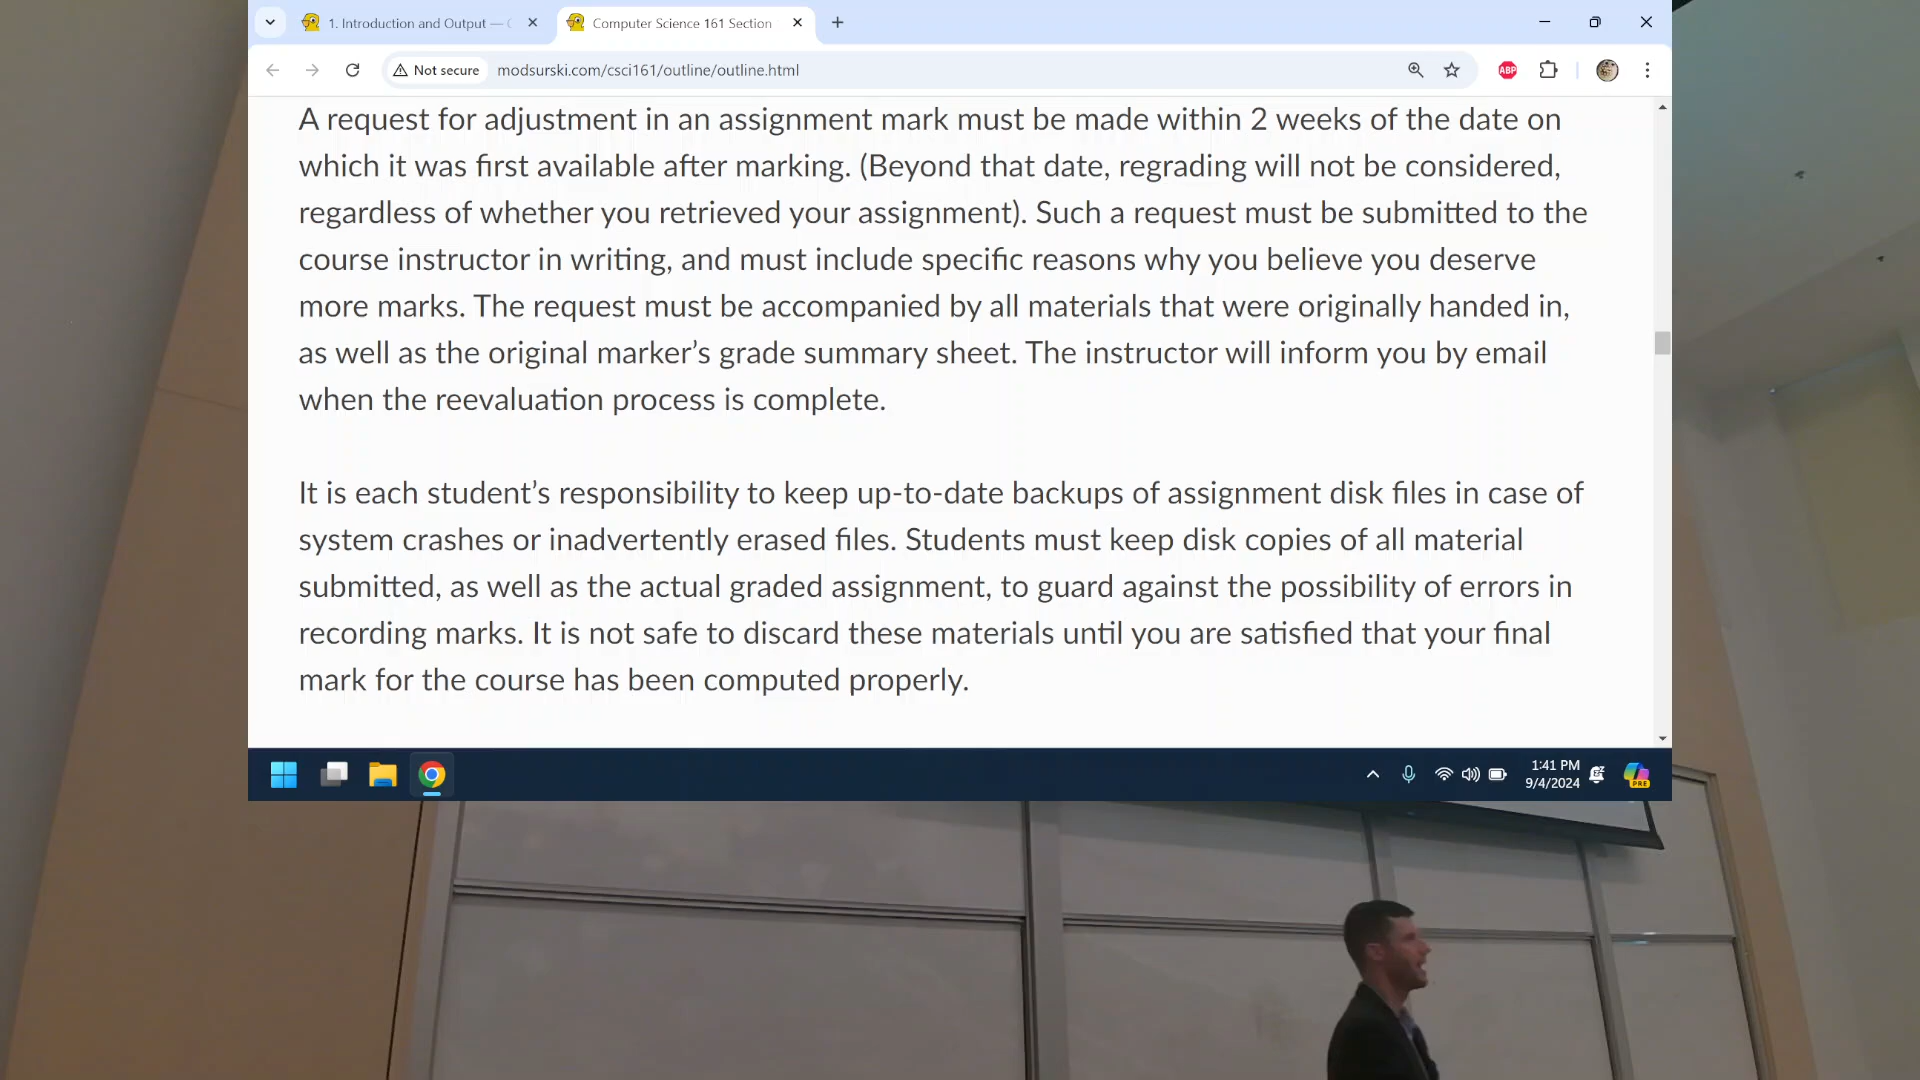 1. Introduction and Output —
Computer Science 161 Section
Not secure
modsurski.com/csci161/outline/outline.html
ABP
A request for adjustment in an assignment mark must be made within 2 weeks of the date on
which it was first available after marking. (Beyond that date, regrading will not be considered,
regardless of whether you retrieved your assignment). Such a request must be submitted to the
course instructor in writing, and must include specific reasons why you believe you deserve
more marks. The request must be accompanied by all materials that were originally handed in,
as well as the original marker’s grade summary sheet. The instructor will inform you by email
when the reevaluation process is complete.
It is each student’s responsibility to keep up-to-date backups of assignment disk files in case of
system crashes or inadvertently erased files. Students must keep disk copies of all material
submitted, as well as the actual graded assignment, to guard against the possibility of errors in
recording marks. It is not safe to discard these materials until you are satisfied that your final
mark for the course has been computed properly.
1:41 PM
9/4/2024
PRE